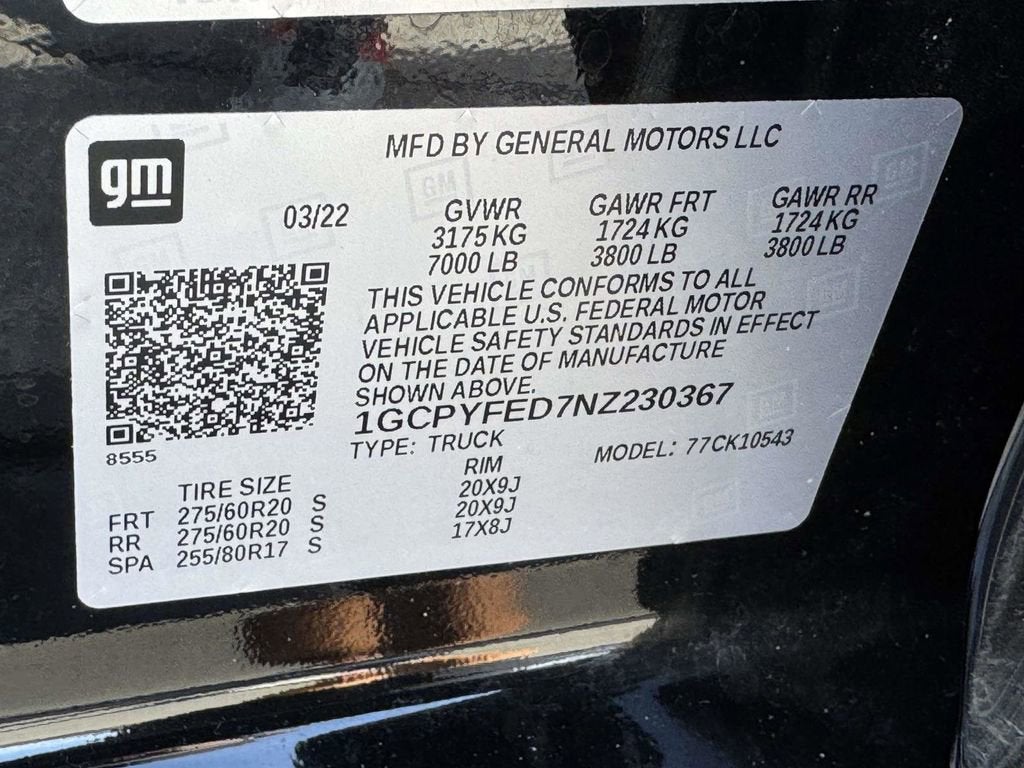 gm
MFD BY GENERAL MOTORS LLC
03/22 GVWR GAWR FRT GAWR RR
3175 KG 1724 KG 1724 KG
7000 LB 3800 LB 3800 LB
THIS VEHICLE CONFORMS TO ALL
APPLICABLE U.S. FEDERAL MOTOR
VEHICLE SAFETY STANDARDS IN EFFECT
ON THE DATE OF MANUFACTURE
SHOWN ABOVE.
1GCPYFED7NZ230367
8555
TYPE: TRUCK MODEL: 77CK10543
TIRE SIZE RIM
FRT 275/60R20 S 20X9J
RR 275/60R20 S 20X9J
SPA 255/80R17 S 17X8J